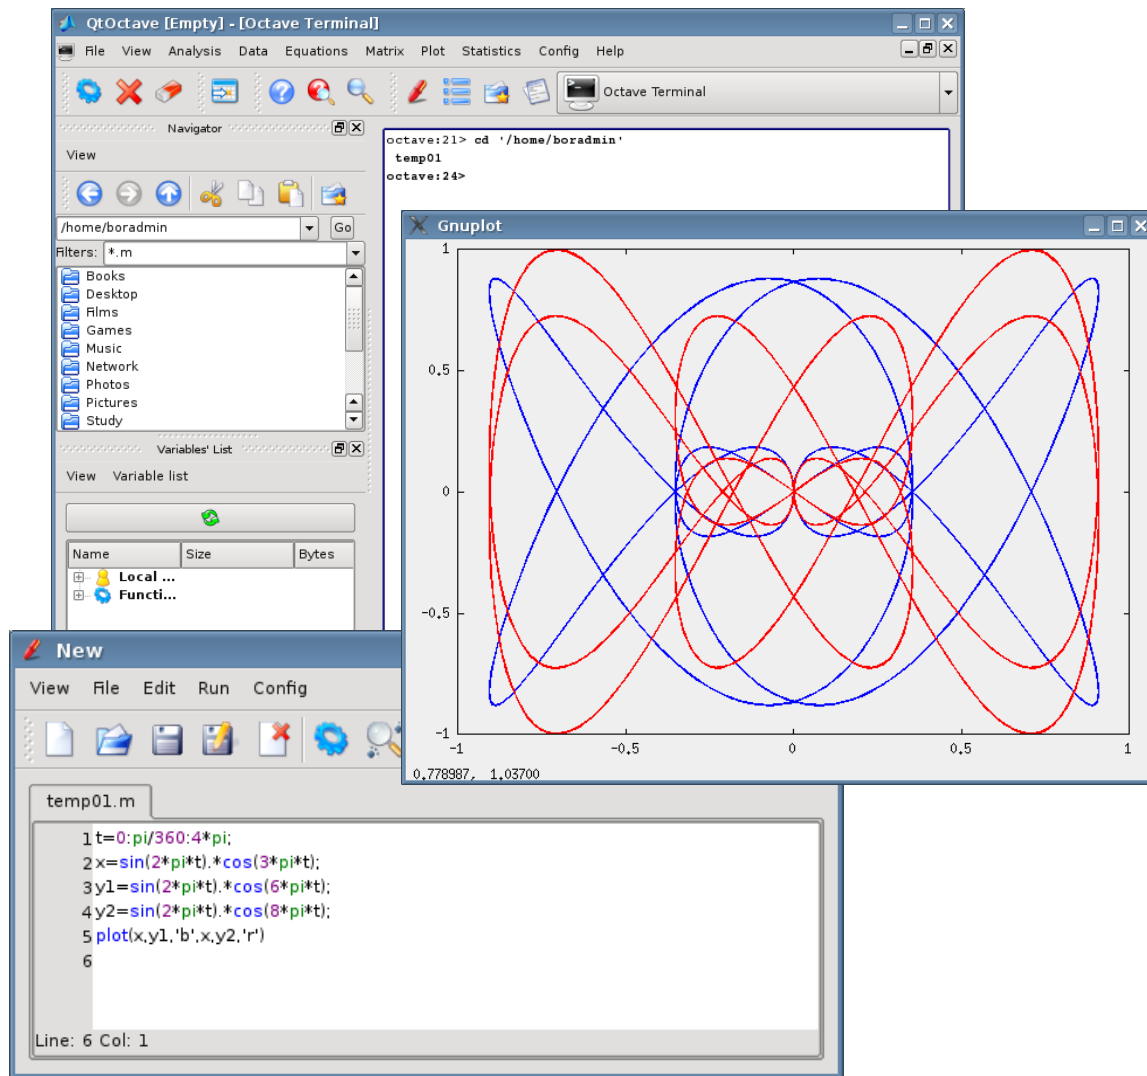 QtOctave [Empty] - [Octave Terminal]
File View Analysis Data Equations Matrix Plot Statistics Config Help
Octave Terminal
Navigator
View
/home/boradmin Go
Filters: *.m
Books
Desktop
Films
Games
Music
Network
Photos
Pictures
Study
Variables' List
View Variable list
Name Size Bytes
Local ...
Functi...
octave:21> cd '/home/boradmin'
temp01
octave:24>
Gnuplot
1
0.5
0
-0.5
-1
-1 -0.5 0 0.5 1
0.778987, 1.03700
New
View File Edit Run Config
temp01.m
1 t=0:pi/360:4*pi;
2 x=sin(2*pi*t).*cos(3*pi*t);
3 y1=sin(2*pi*t).*cos(6*pi*t);
4 y2=sin(2*pi*t).*cos(8*pi*t);
5 plot(x,y1,'b',x,y2,'r')
6
Line: 6 Col: 1